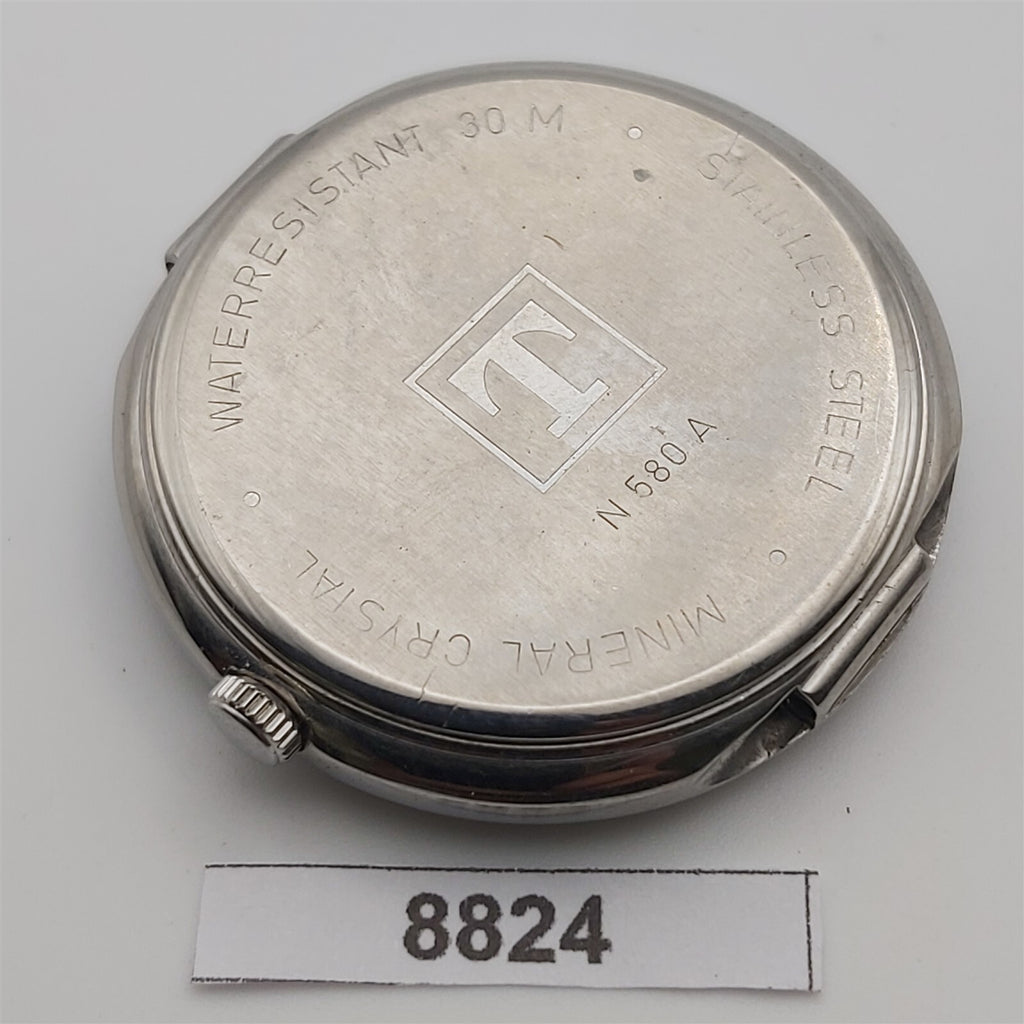 WATERRESISTANT 30 M
STAINLESS STEEL
MINERAL CRYSTAL
T
N 580 A
8824